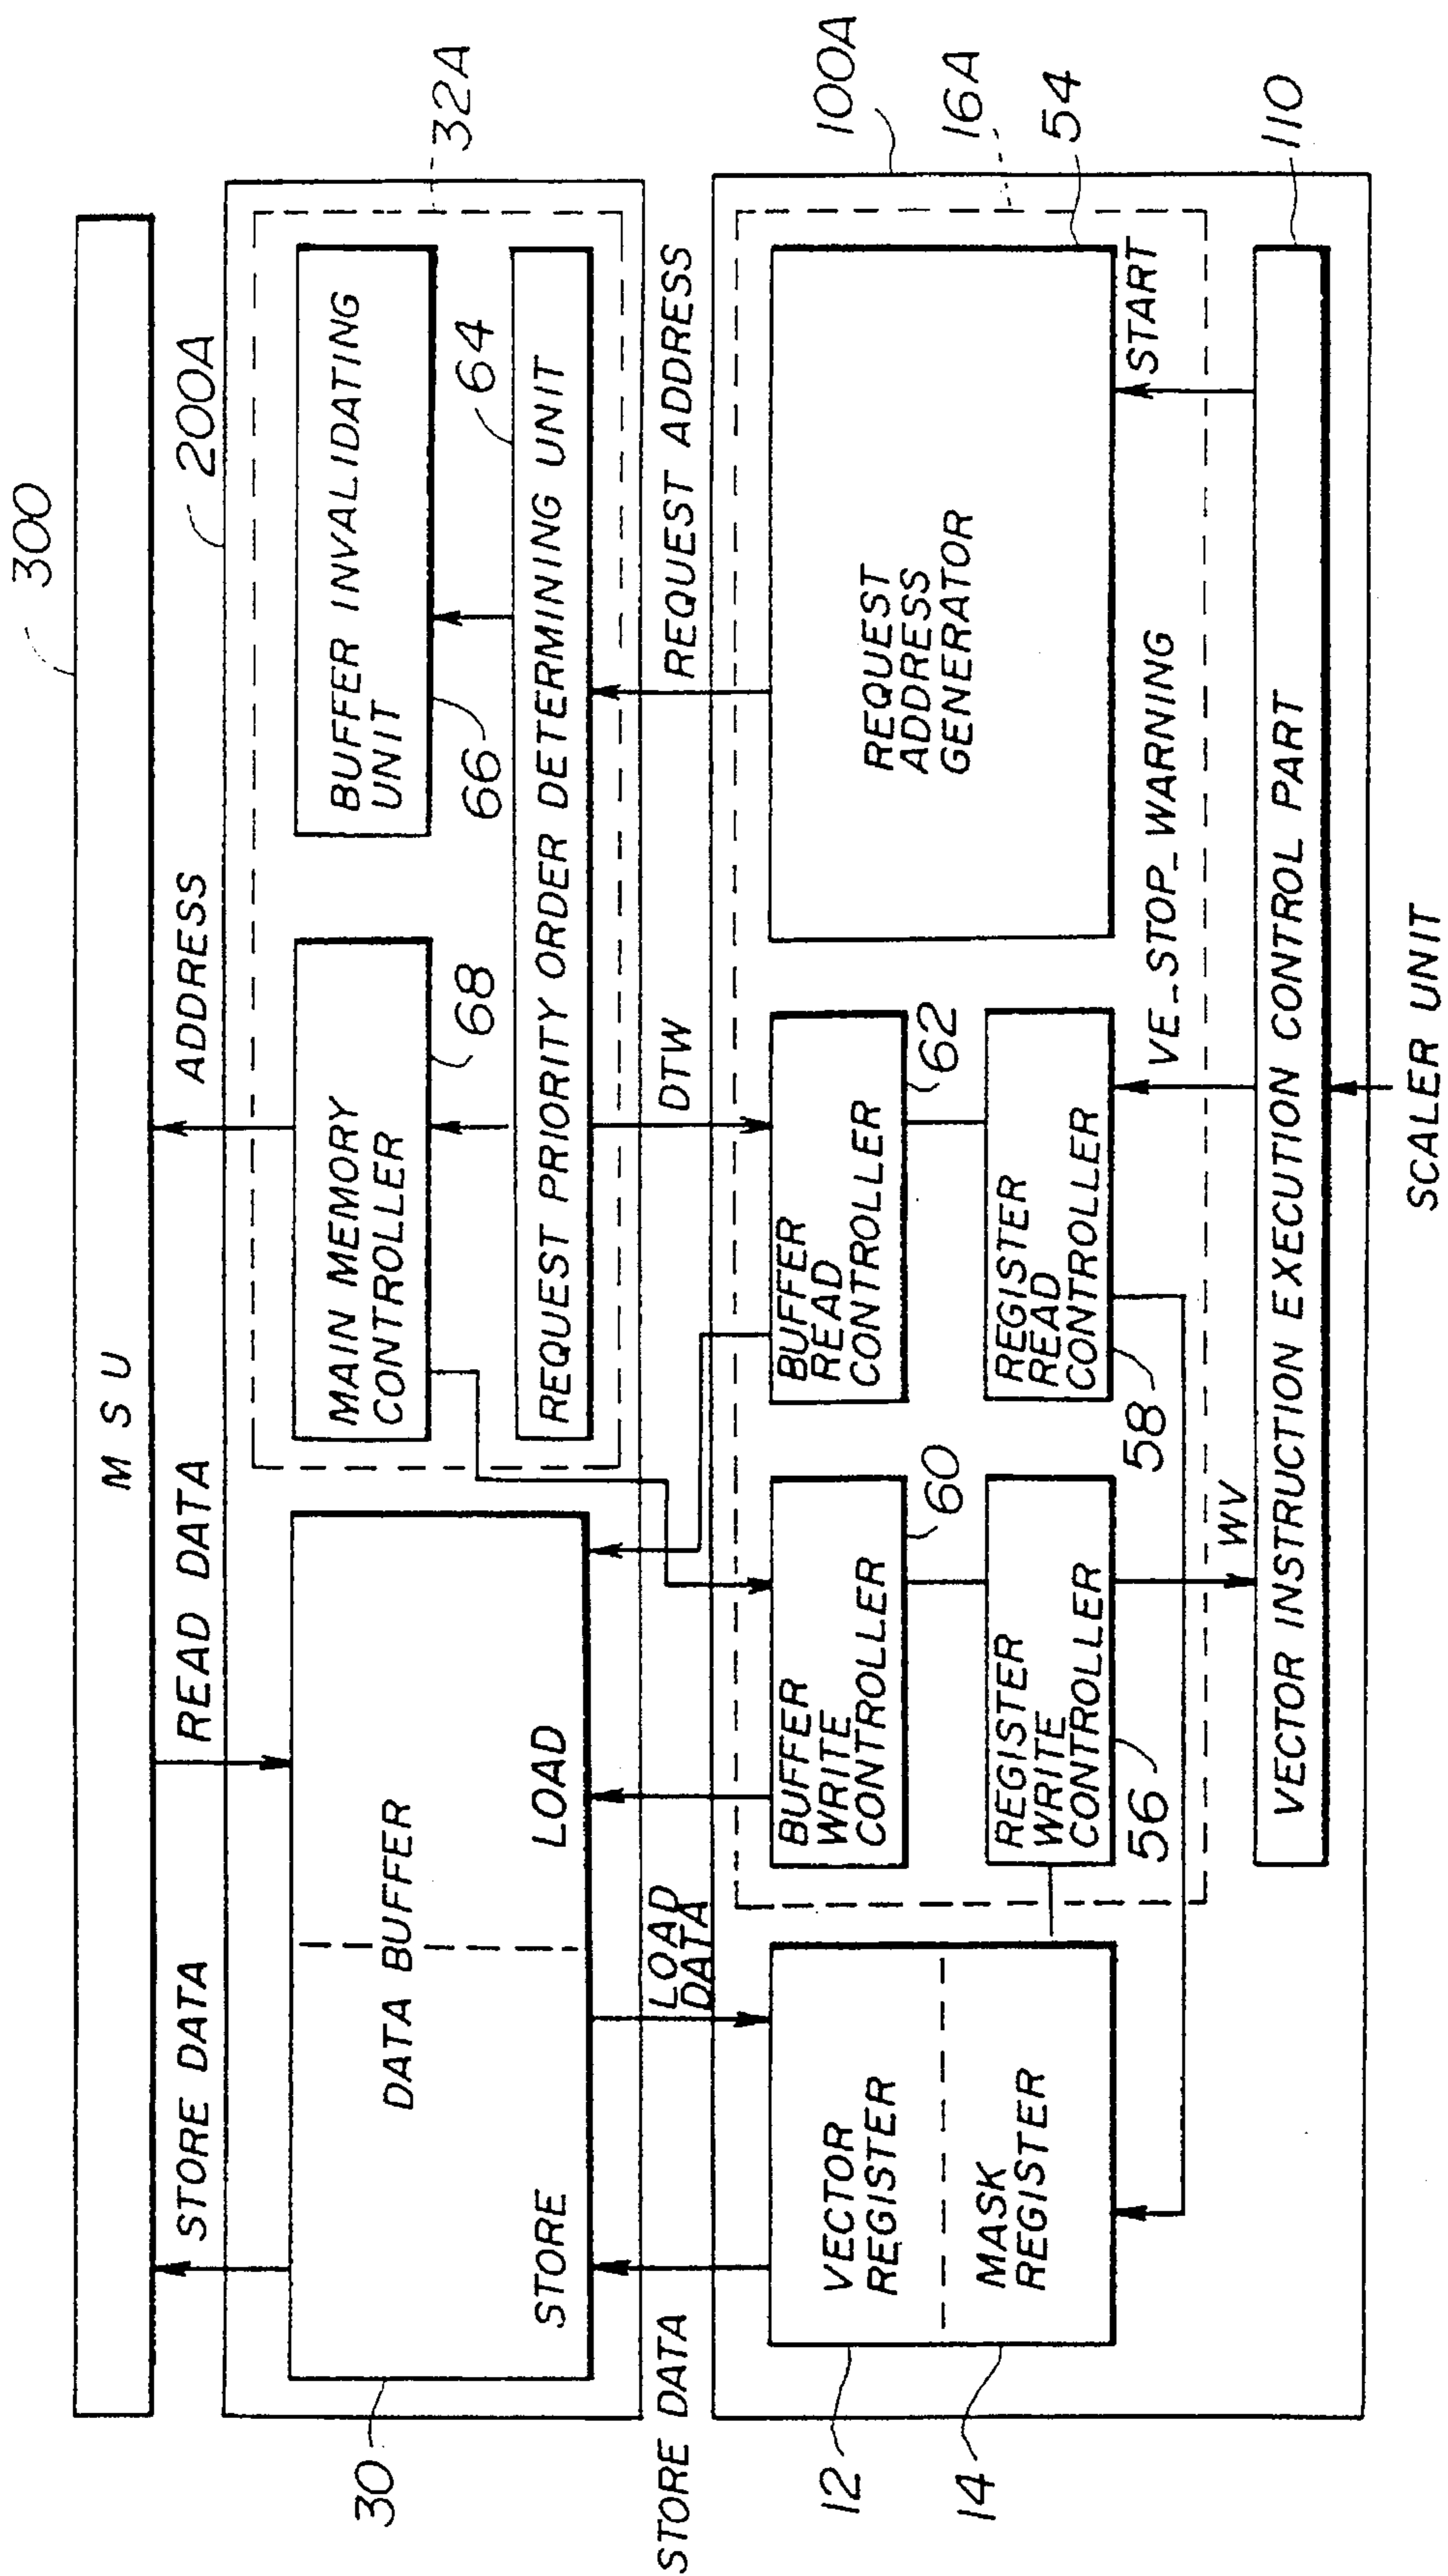 300
M S U
STORE DATA
READ DATA
ADDRESS
200A
DATA BUFFER
STORE
LOAD
30
MAIN MEMORY
CONTROLLER
68
BUFFER INVALIDATING
UNIT
66
64
REQUEST PRIORITY ORDER DETERMINING UNIT
32A
STORE DATA
LOAD
DATA
DTW
REQUEST ADDRESS
100A
16A
VECTOR
REGISTER
12
MASK
REGISTER
14
BUFFER
WRITE
CONTROLLER
60
BUFFER
READ
CONTROLLER
62
REGISTER
WRITE
CONTROLLER
56
REGISTER
READ
CONTROLLER
58
REQUEST
ADDRESS
GENERATOR
54
WV
VE_STOP_WARNING
START
VECTOR INSTRUCTION EXECUTION CONTROL PART
110
SCALER UNIT